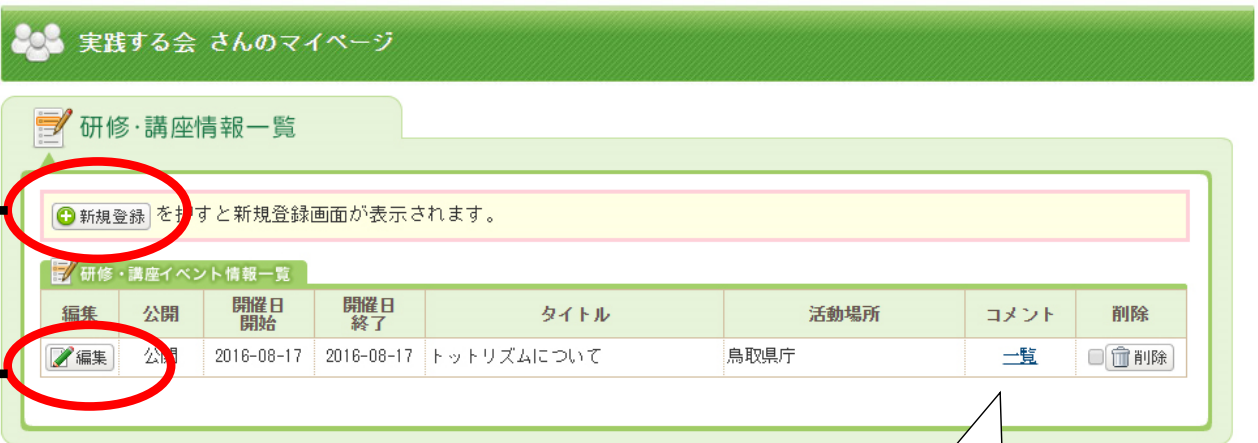 実践する会 さんのマイページ
研修・講座情報一覧
新規登録 を押すと新規登録画面が表示されます。
研修・講座イベント情報一覧
編集 公開 開催日開始 開催日終了 タイトル 活動場所 コメント 削除
編集 公開 2016-08-17 2016-08-17 トットリズムについて 鳥取県庁 一覧 削除